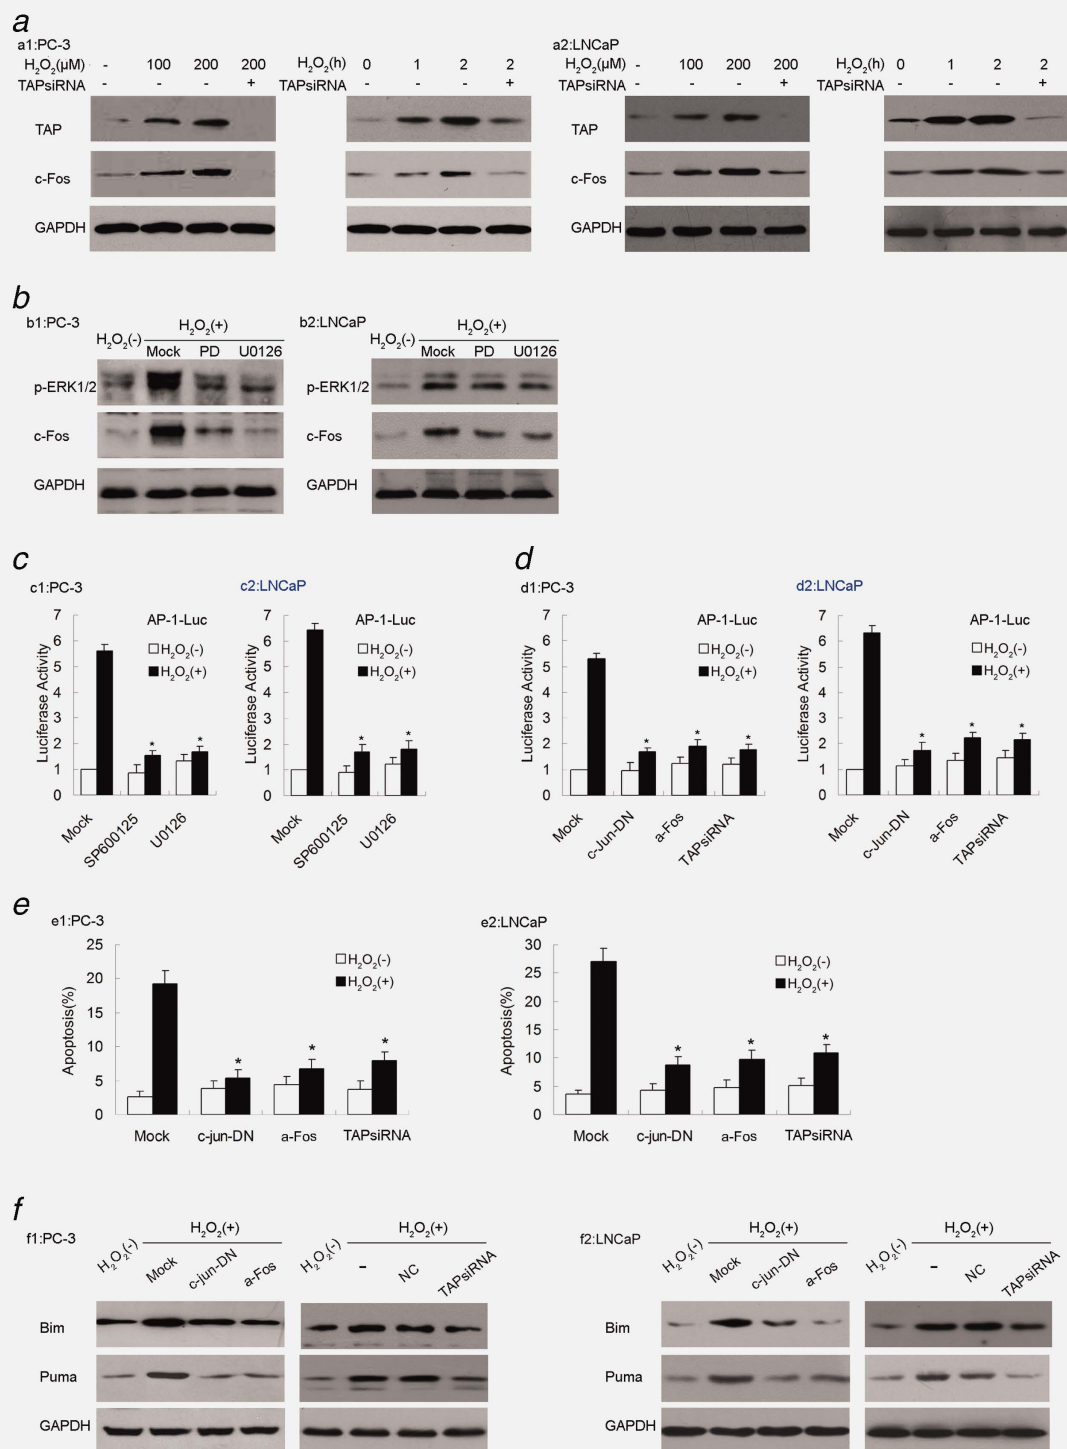 a
a1:PC-3
H₂O₂(μM) - 100 200 200
TAPsiRNA - - - +
TAP
c-Fos
GAPDH
H₂O₂(h) 0 1 2 2
TAPsiRNA - - - +
a2:LNCaP
H₂O₂(μM) - 100 200 200
TAPsiRNA - - - +
TAP
c-Fos
GAPDH
H₂O₂(h) 0 1 2 2
TAPsiRNA - - - +
b
b1:PC-3
H₂O₂(+)
H₂O₂(-) Mock PD U0126
p-ERK1/2
c-Fos
GAPDH
b2:LNCaP
H₂O₂(+)
H₂O₂(-) Mock PD U0126
p-ERK1/2
c-Fos
GAPDH
c
c1:PC-3
Luciferase Activity
7
6
5
4
3
2
1
0
AP-1-Luc
H₂O₂(-)
H₂O₂(+)
* *
Mock SP600125 U0126
c2:LNCaP
Luciferase Activity
7
6
5
4
3
2
1
0
AP-1-Luc
H₂O₂(-)
H₂O₂(+)
* *
Mock SP600125 U0126
d
d1:PC-3
Luciferase Activity
7
6
5
4
3
2
1
0
AP-1-Luc
H₂O₂(-)
H₂O₂(+)
* * *
Mock c-Jun-DN a-Fos TAPsiRNA
d2:LNCaP
Luciferase Activity
7
6
5
4
3
2
1
0
AP-1-Luc
H₂O₂(-)
H₂O₂(+)
* * *
Mock c-Jun-DN a-Fos TAPsiRNA
e
e1:PC-3
Apoptosis(%)
25
20
15
10
5
0
H₂O₂(-)
H₂O₂(+)
* * *
Mock c-jun-DN a-Fos TAPsiRNA
e2:LNCaP
Apoptosis(%)
30
25
20
15
10
5
0
H₂O₂(-)
H₂O₂(+)
* * *
Mock c-jun-DN a-Fos TAPsiRNA
f
f1:PC-3
H₂O₂(+)
H₂O₂(-) Mock c-jun-DN a-Fos
H₂O₂(+)
H₂O₂(-) - NC TAPsiRNA
Bim
Puma
GAPDH
f2:LNCaP
H₂O₂(+)
H₂O₂(-) Mock c-jun-DN a-Fos
H₂O₂(+)
H₂O₂(-) - NC TAPsiRNA
Bim
Puma
GAPDH